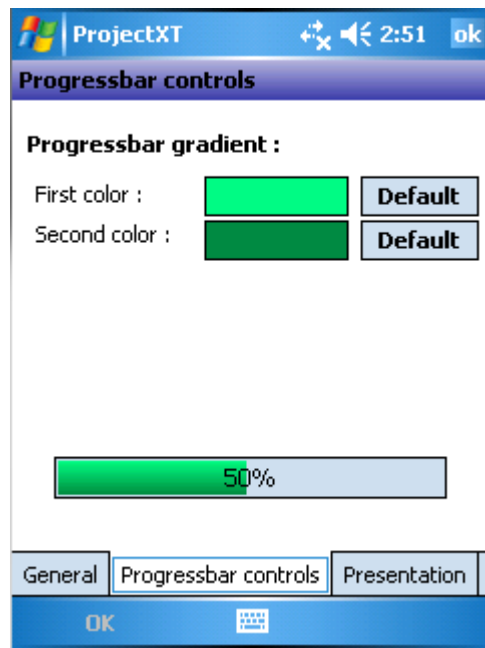 ProjectXT 2:51 ok
Progressbar controls
Progressbar gradient :
First color : Default
Second color : Default
50%
General Progressbar controls Presentation
OK